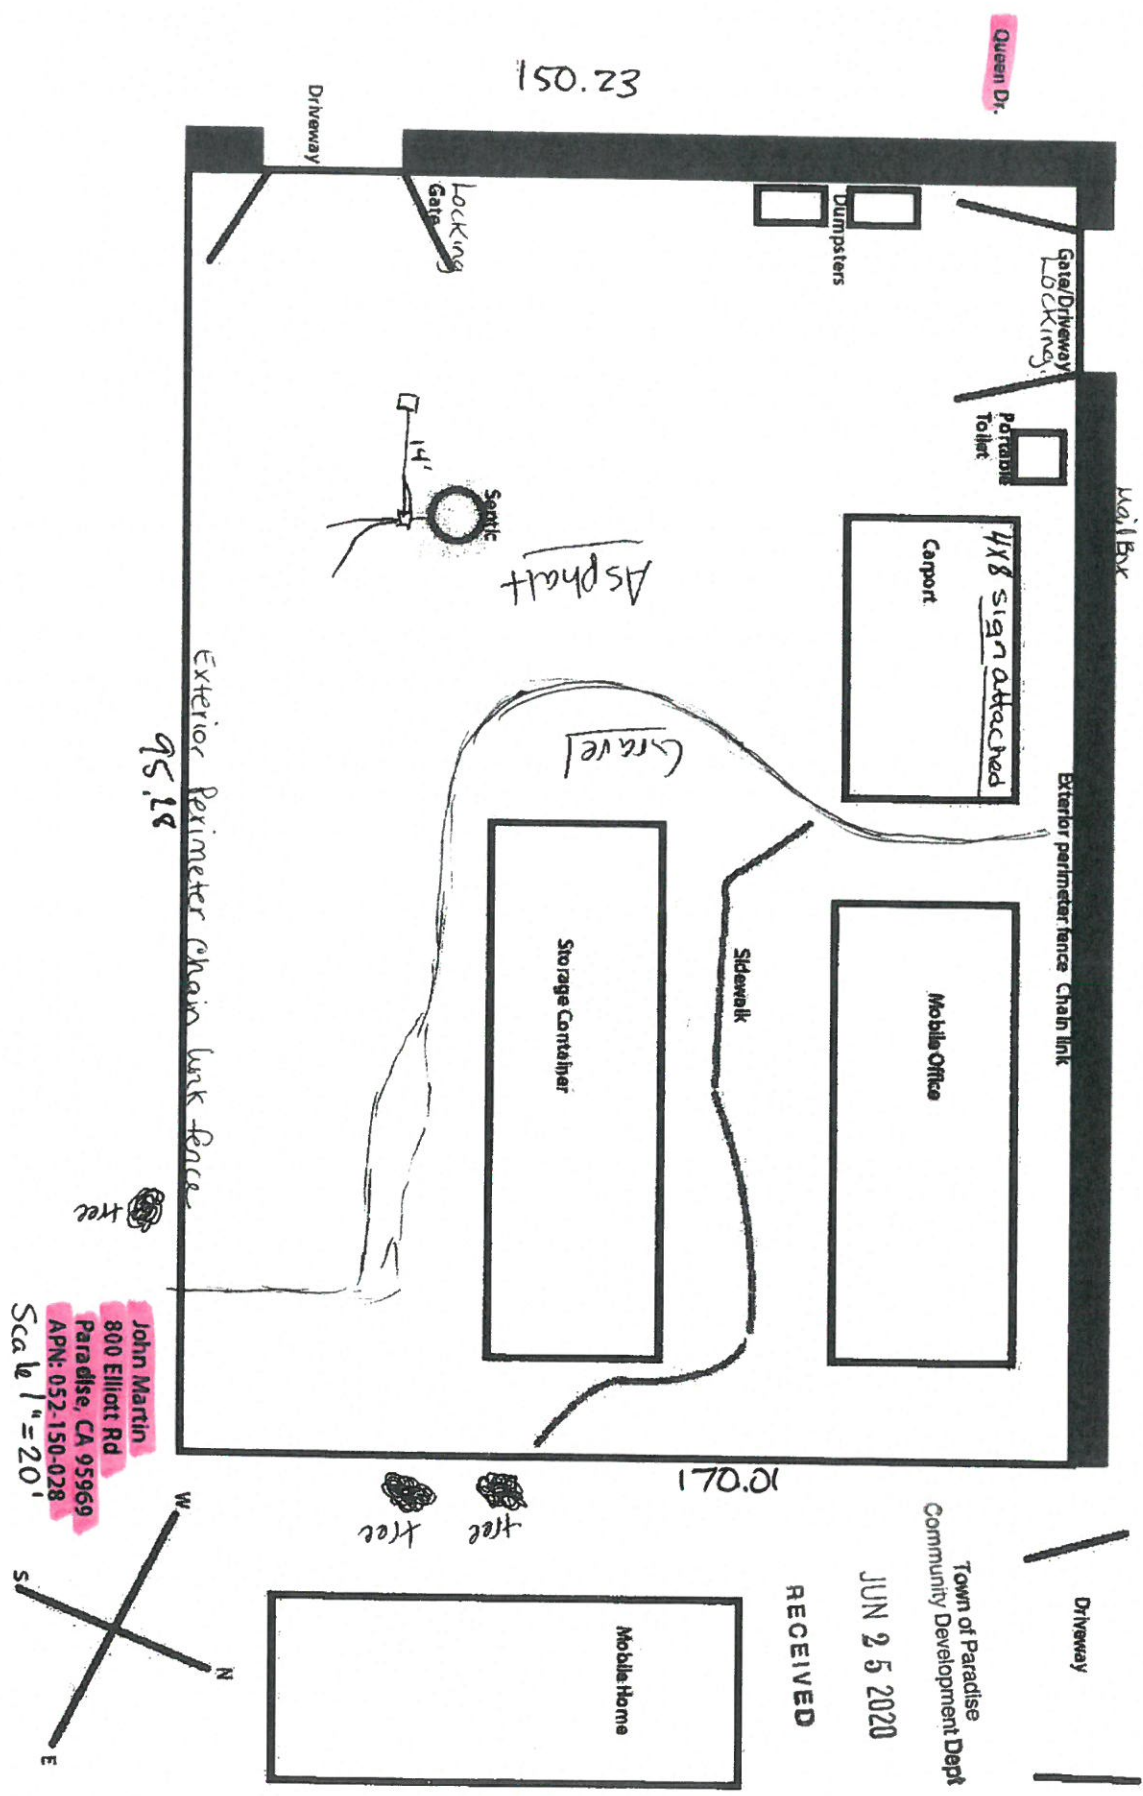 Queen Dr.
150.23
Driveway
Locking
Gate
Dumpsters
Gate/Driveway
Locking
Portable
Toilet
Mail Box
14'
Septic
Asphalt
Carport
4X8 sign attached
Gravel
Exterior perimeter fence Chain link
Exterior Perimeter chain link fence
95.28
Storage Container
Sidewalk
Mobile Office
tree
170.01
tree
tree
John Martin
800 Elliott Rd
Paradise, CA 95969
APN: 052-150-028
Scale 1"=20'
W
S
N
E
Mobile Home
Town of Paradise
Community Development Dept
JUN 25 2020
RECEIVED
Driveway